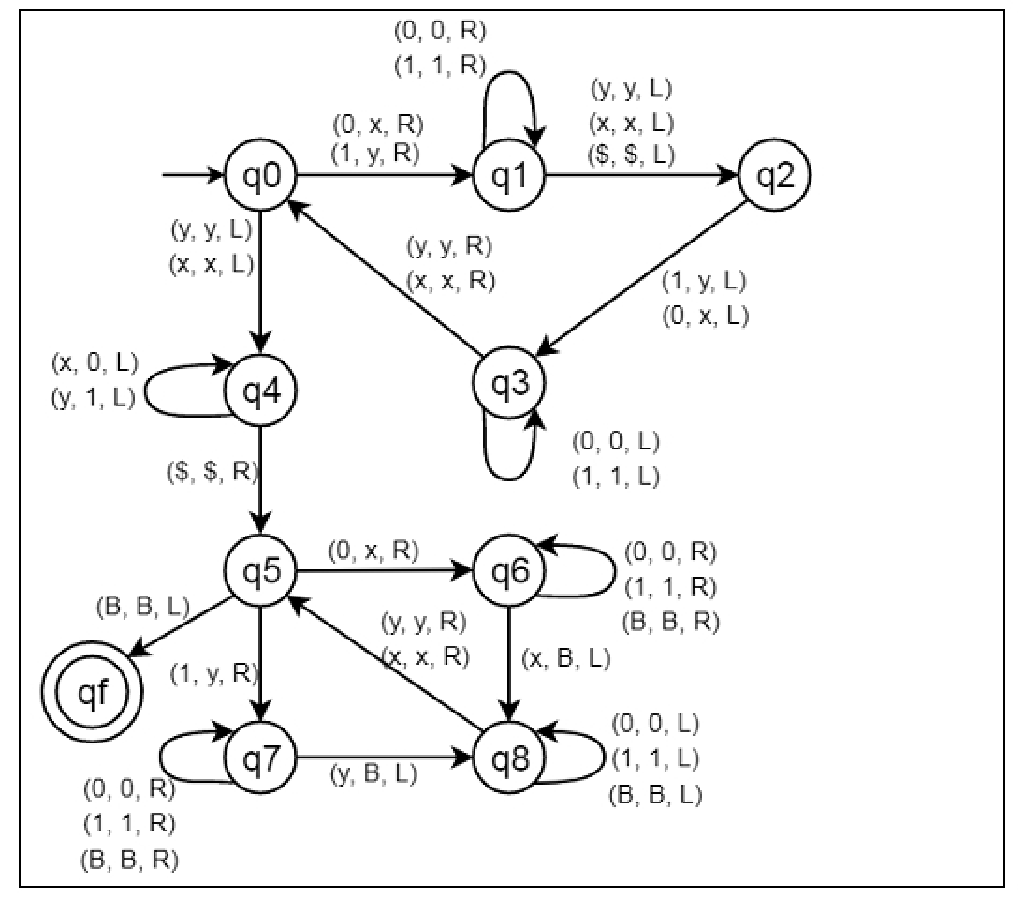 (0, 0, R)
(1, 1, R)
(y, y, L)
(x, x, L)
($, $, L)
(0, x, R)
(1, y, R)
q0
q1
q2
(y, y, L)
(x, x, L)
(y, y, R)
(x, x, R)
(1, y, L)
(0, x, L)
(x, 0, L)
(y, 1, L)
q4
q3
(0, 0, L)
(1, 1, L)
($, $, R)
q5
(0, x, R)
q6
(0, 0, R)
(1, 1, R)
(B, B, R)
(B, B, L)
(y, y, R)
(x, x, R)
(x, B, L)
(1, y, R)
qf
q7
(y, B, L)
q8
(0, 0, L)
(1, 1, L)
(B, B, L)
(0, 0, R)
(1, 1, R)
(B, B, R)